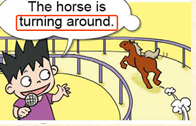 The horse is
turning around.